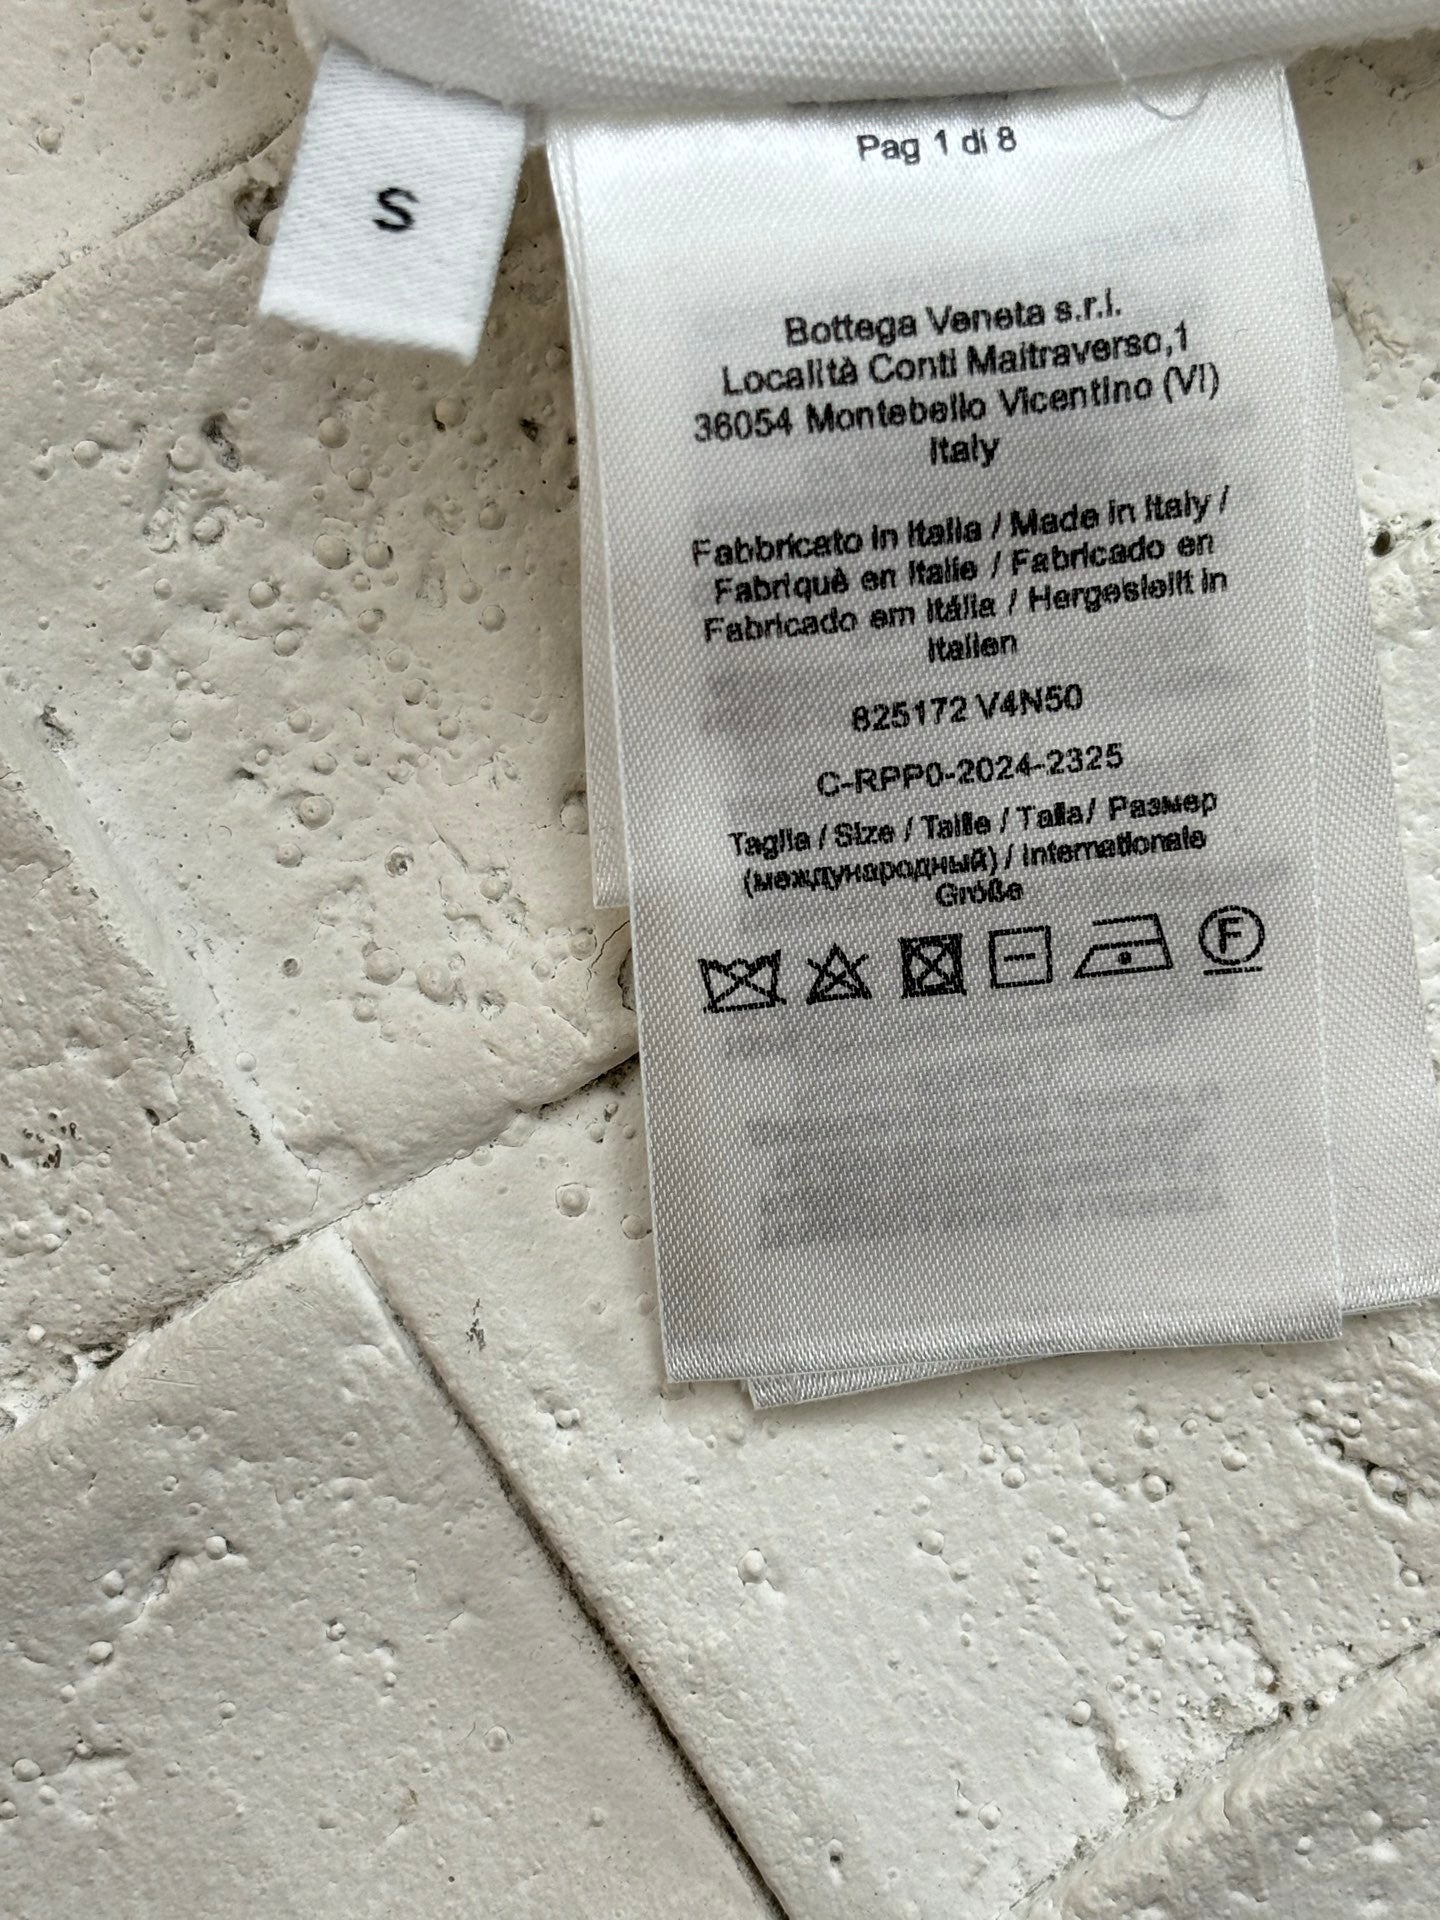 S
Pag 1 di 8
Bottega Veneta s.r.l.
Località Conti Maltraverso,1
36054 Montebello Vicentino (VI)
Italy
Fabbricato in Italia / Made in Italy /
Fabriquè en Italie / Fabricado en
Fabricado em Itália / Hergestellt in
Italien
825172 V4N50
C-RPP0-2024-2325
Taglia / Size / Taille / Talla/ Размер
(международный) / Internationale
Größe
F